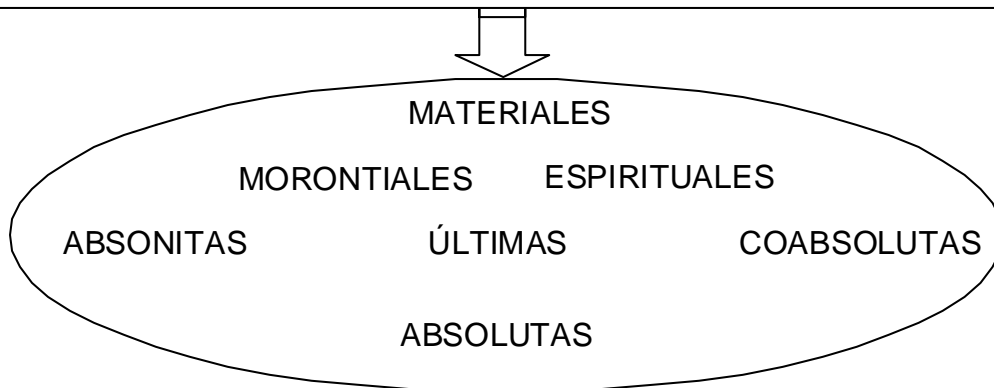 MATERIALES
MORONTIALES ESPIRITUALES
ABSONITAS ÚLTIMAS COABSOLUTAS
ABSOLUTAS